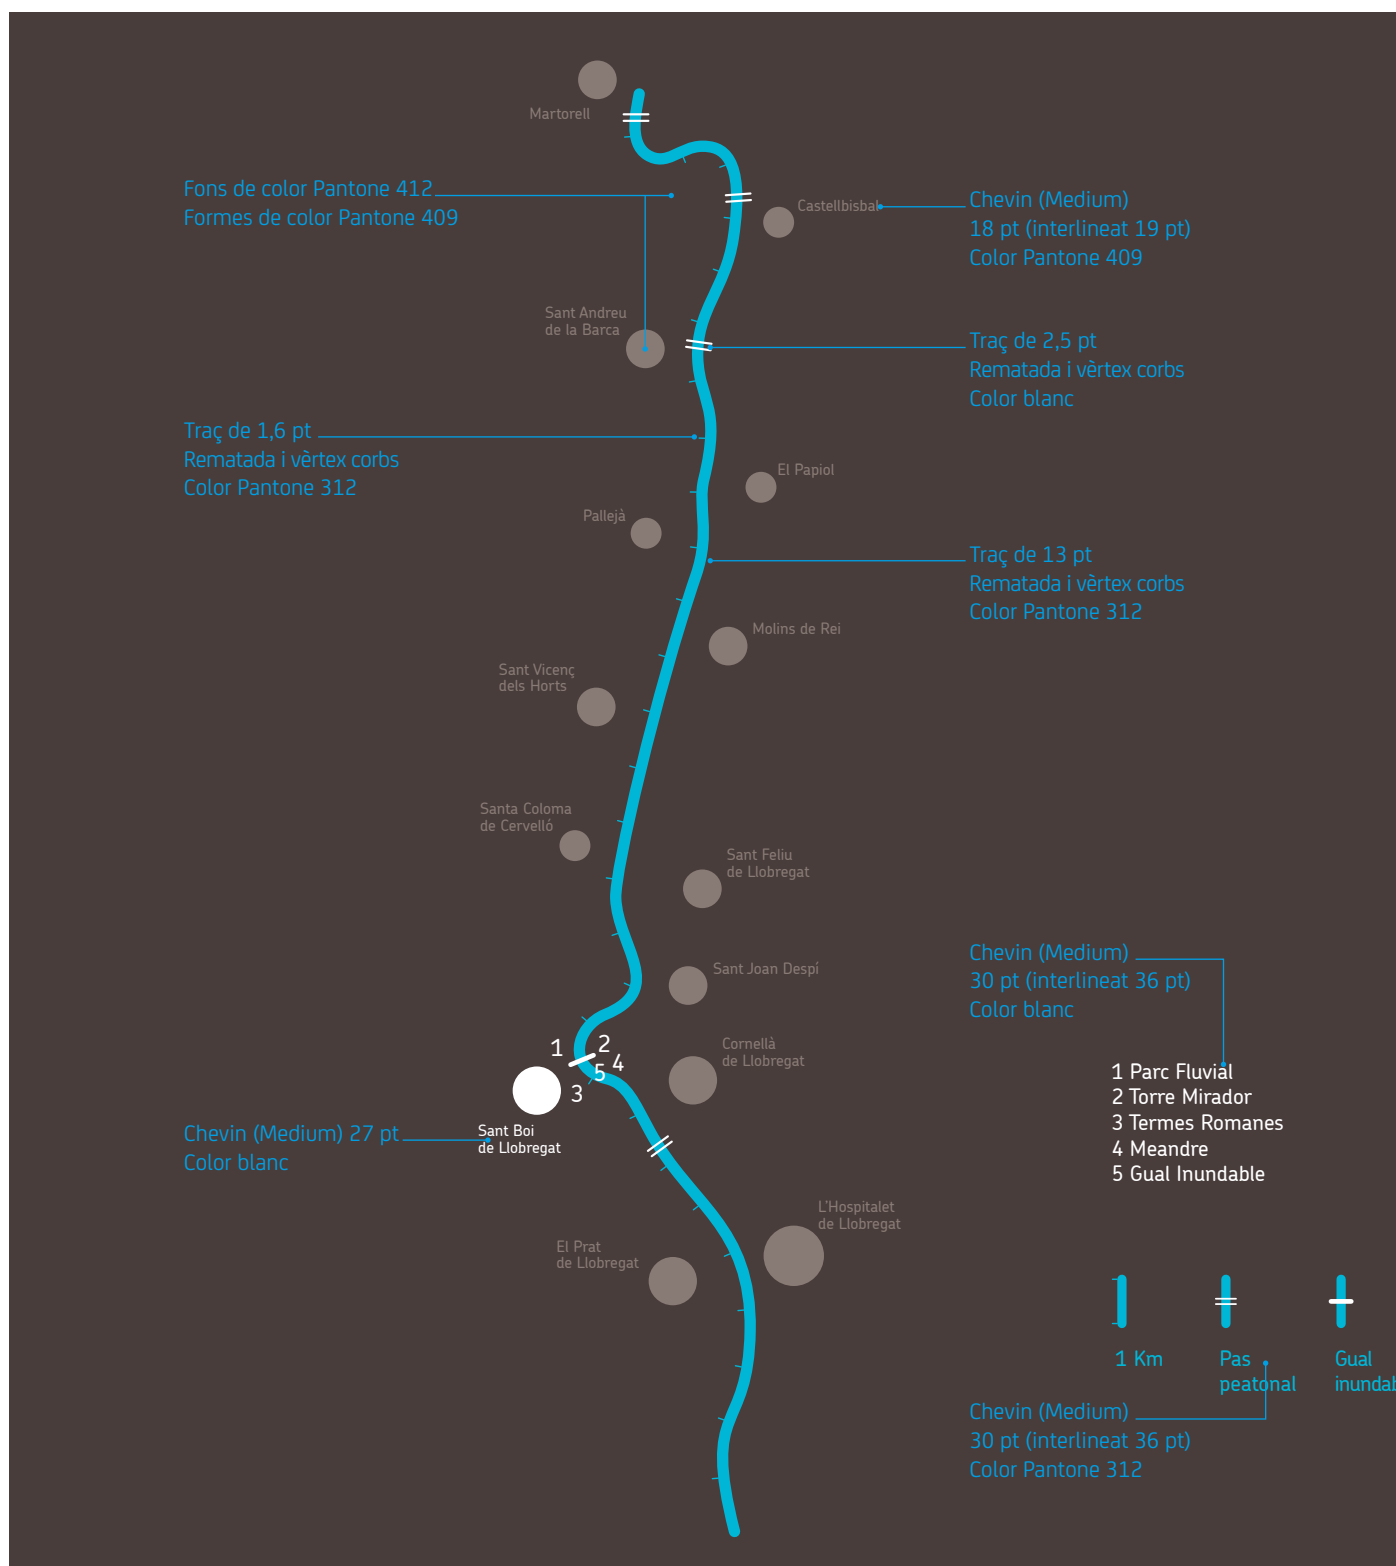 Martorell
Fons de color Pantone 412
Formes de color Pantone 409
Castellbisbal
Chevin (Medium)
18 pt (interlineat 19 pt)
Color Pantone 409
Sant Andreu
de la Barca
Traç de 2,5 pt
Rematada i vèrtex corbs
Color blanc
Traç de 1,6 pt
Rematada i vèrtex corbs
Color Pantone 312
El Papiol
Pallejà
Traç de 13 pt
Rematada i vèrtex corbs
Color Pantone 312
Molins de Rei
Sant Vicenç
dels Horts
Santa Coloma
de Cervelló
Sant Feliu
de Llobregat
Sant Joan Despí
Chevin (Medium)
30 pt (interlineat 36 pt)
Color blanc
1
2
4
5
3
Cornellà
de Llobregat
1 Parc Fluvial
2 Torre Mirador
3 Termes Romanes
4 Meandre
5 Gual Inundable
Chevin (Medium) 27 pt
Color blanc
Sant Boi
de Llobregat
L'Hospitalet
de Llobregat
El Prat
de Llobregat
1 Km
Pas
peatonal
Gual
inundab
Chevin (Medium)
30 pt (interlineat 36 pt)
Color Pantone 312